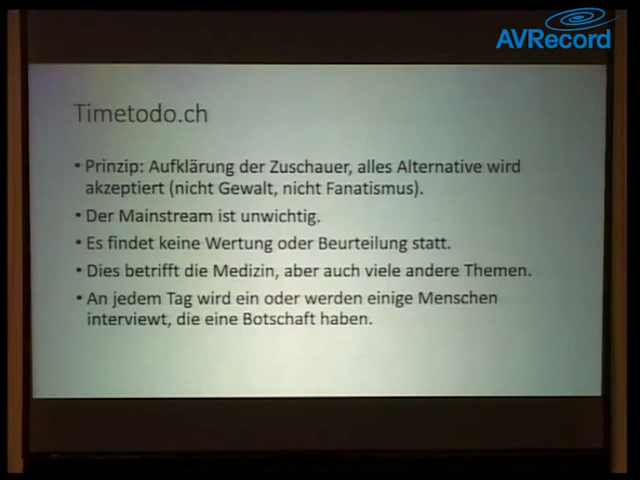 AVRecord
Timetodo.ch
• Prinzip: Aufklärung der Zuschauer, alles Alternative wird
akzeptiert (nicht Gewalt, nicht Fanatismus).
• Der Mainstream ist unwichtig.
• Es findet keine Wertung oder Beurteilung statt.
• Dies betrifft die Medizin, aber auch viele andere Themen.
• An jedem Tag wird ein oder werden einige Menschen
interviewt, die eine Botschaft haben.